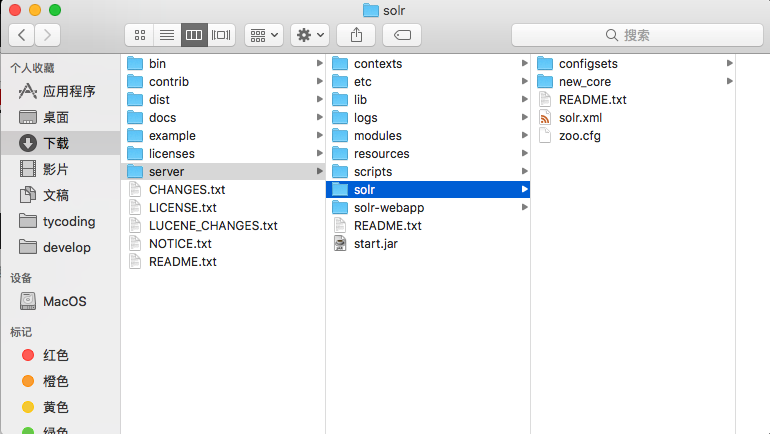 solr
搜索
个人收藏
应用程序
桌面
下载
影片
文稿
tycoding
develop
设备
MacOS
标记
红色
橙色
黄色
绿色
bin
contrib
dist
docs
example
licenses
server
CHANGES.txt
LICENSE.txt
LUCENE_CHANGES.txt
NOTICE.txt
README.txt
contexts
etc
lib
logs
modules
resources
scripts
solr
solr-webapp
README.txt
start.jar
configsets
new_core
README.txt
solr.xml
zoo.cfg